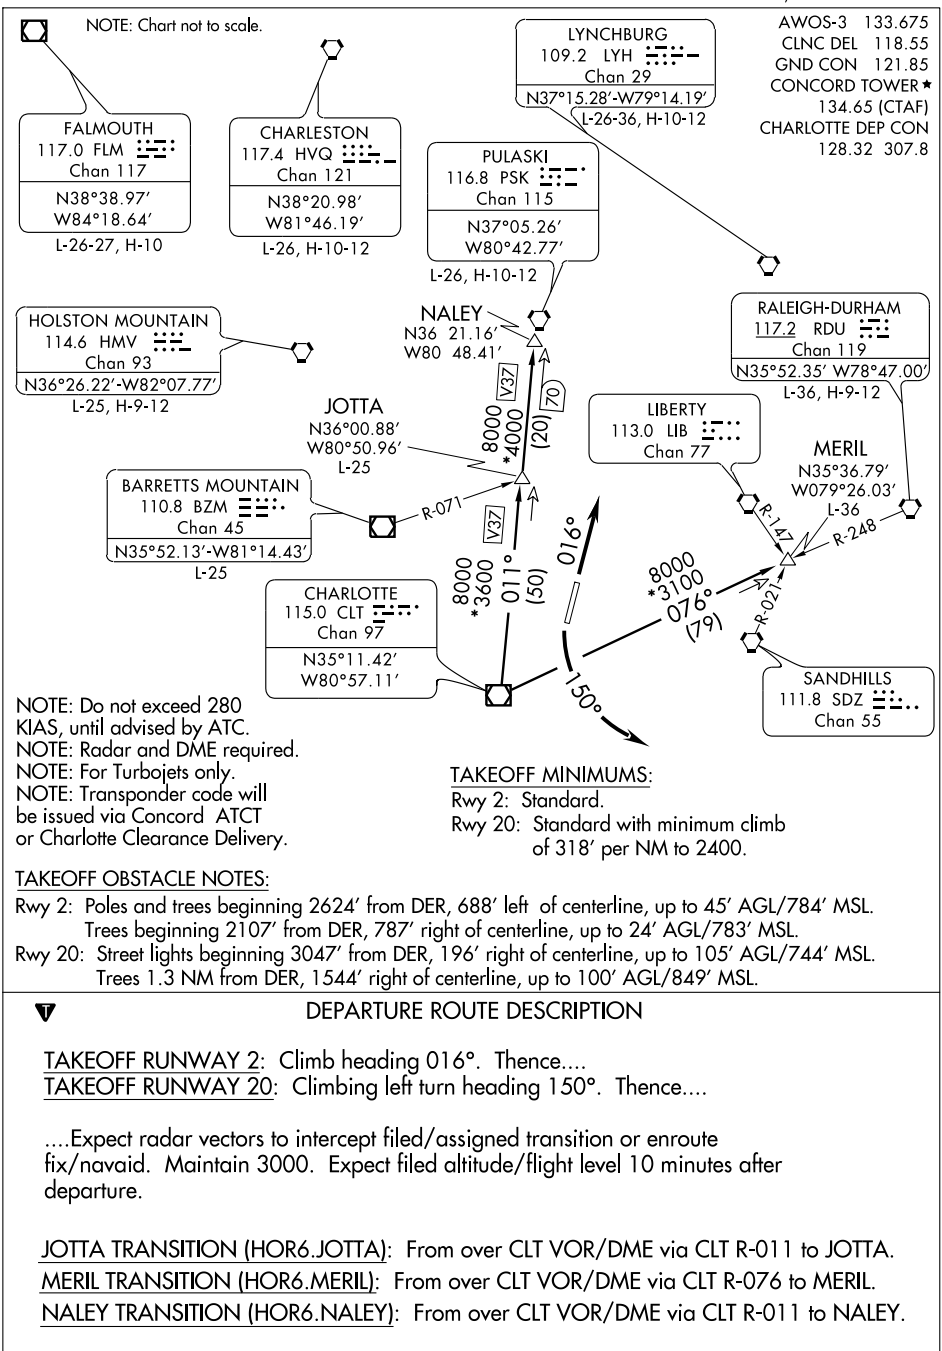 NOTE: Chart not to scale.
AWOS-3 133.675
CLNC DEL 118.55
GND CON 121.85
CONCORD TOWER★
134.65 (CTAF)
CHARLOTTE DEP CON
128.32 307.8
LYNCHBURG
109.2 LYH
Chan 29
N37°15.28′-W79°14.19′
L-26-36, H-10-12
FALMOUTH
117.0 FLM
Chan 117
N38°38.97′
W84°18.64′
L-26-27, H-10
CHARLESTON
117.4 HVQ
Chan 121
N38°20.98′
W81°46.19′
L-26, H-10-12
PULASKI
116.8 PSK
Chan 115
N37°05.26′
W80°42.77′
L-26, H-10-12
HOLSTON MOUNTAIN
114.6 HMV
Chan 93
N36°26.22′-W82°07.77′
L-25, H-9-12
NALEY
N36 21.16′
W80 48.41′
RALEIGH-DURHAM
117.2 RDU
Chan 119
N35°52.35′ W78°47.00′
L-36, H-9-12
JOTTA
N36°00.88′
W80°50.96′
L-25
V37
8000
*4000
(20)
70
LIBERTY
113.0 LIB
Chan 77
MERIL
N35°36.79′
W079°26.03′
L-36
BARRETTS MOUNTAIN
110.8 BZM
Chan 45
N35°52.13′-W81°14.43′
L-25
R-071
R-147
R-248
R-021
V37
8000
*3600
011°
(50)
016°
8000
*3100
076°
(79)
150°
CHARLOTTE
115.0 CLT
Chan 97
N35°11.42′
W80°57.11′
SANDHILLS
111.8 SDZ
Chan 55
NOTE: Do not exceed 280
KIAS, until advised by ATC.
NOTE: Radar and DME required.
NOTE: For Turbojets only.
NOTE: Transponder code will
be issued via Concord ATCT
or Charlotte Clearance Delivery.
TAKEOFF MINIMUMS:
Rwy 2: Standard.
Rwy 20: Standard with minimum climb
of 318′ per NM to 2400.
TAKEOFF OBSTACLE NOTES:
Rwy 2: Poles and trees beginning 2624′ from DER, 688′ left of centerline, up to 45′ AGL/784′ MSL.
Trees beginning 2107′ from DER, 787′ right of centerline, up to 24′ AGL/783′ MSL.
Rwy 20: Street lights beginning 3047′ from DER, 196′ right of centerline, up to 105′ AGL/744′ MSL.
Trees 1.3 NM from DER, 1544′ right of centerline, up to 100′ AGL/849′ MSL.
T
DEPARTURE ROUTE DESCRIPTION
TAKEOFF RUNWAY 2: Climb heading 016°. Thence....
TAKEOFF RUNWAY 20: Climbing left turn heading 150°. Thence....
....Expect radar vectors to intercept filed/assigned transition or enroute
fix/navaid. Maintain 3000. Expect filed altitude/flight level 10 minutes after
departure.
JOTTA TRANSITION (HOR6.JOTTA): From over CLT VOR/DME via CLT R-011 to JOTTA.
MERIL TRANSITION (HOR6.MERIL): From over CLT VOR/DME via CLT R-076 to MERIL.
NALEY TRANSITION (HOR6.NALEY): From over CLT VOR/DME via CLT R-011 to NALEY.